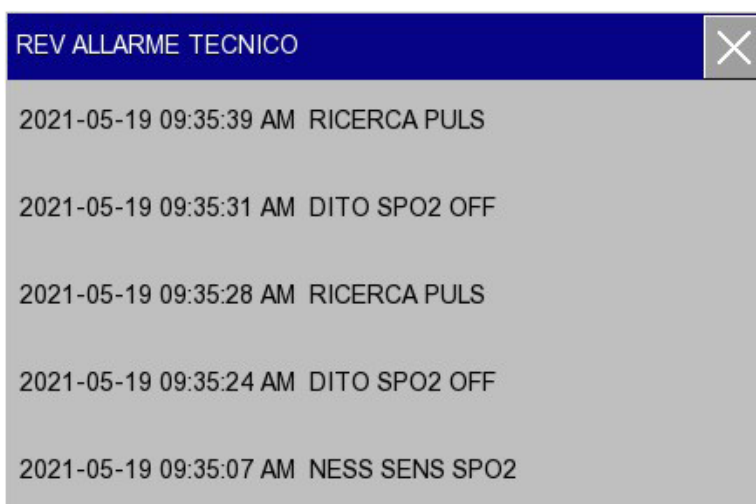 REV ALLARME TECNICO
2021-05-19 09:35:39 AM RICERCA PULS
2021-05-19 09:35:31 AM DITO SPO2 OFF
2021-05-19 09:35:28 AM RICERCA PULS
2021-05-19 09:35:24 AM DITO SPO2 OFF
2021-05-19 09:35:07 AM NESS SENS SPO2